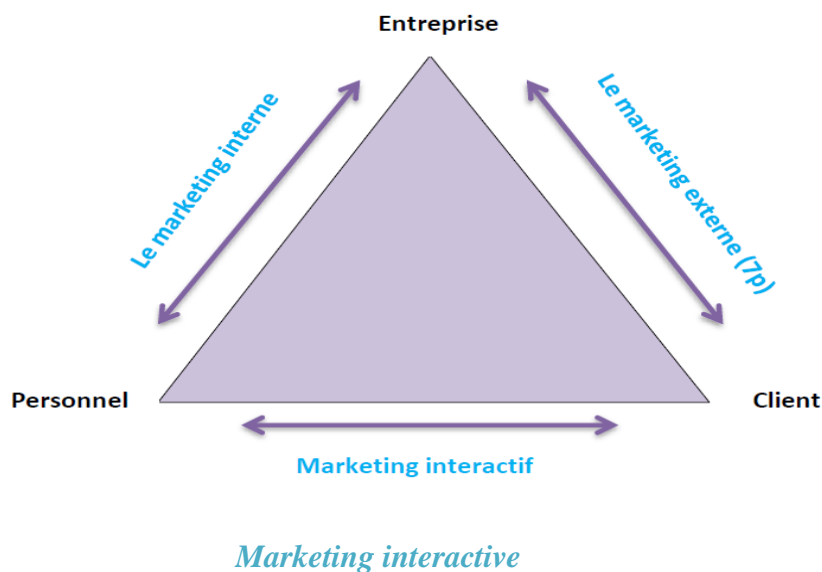 Entreprise
Le marketing interne
Le marketing externe (7p)
Personnel
Client
Marketing interactif
Marketing interactive